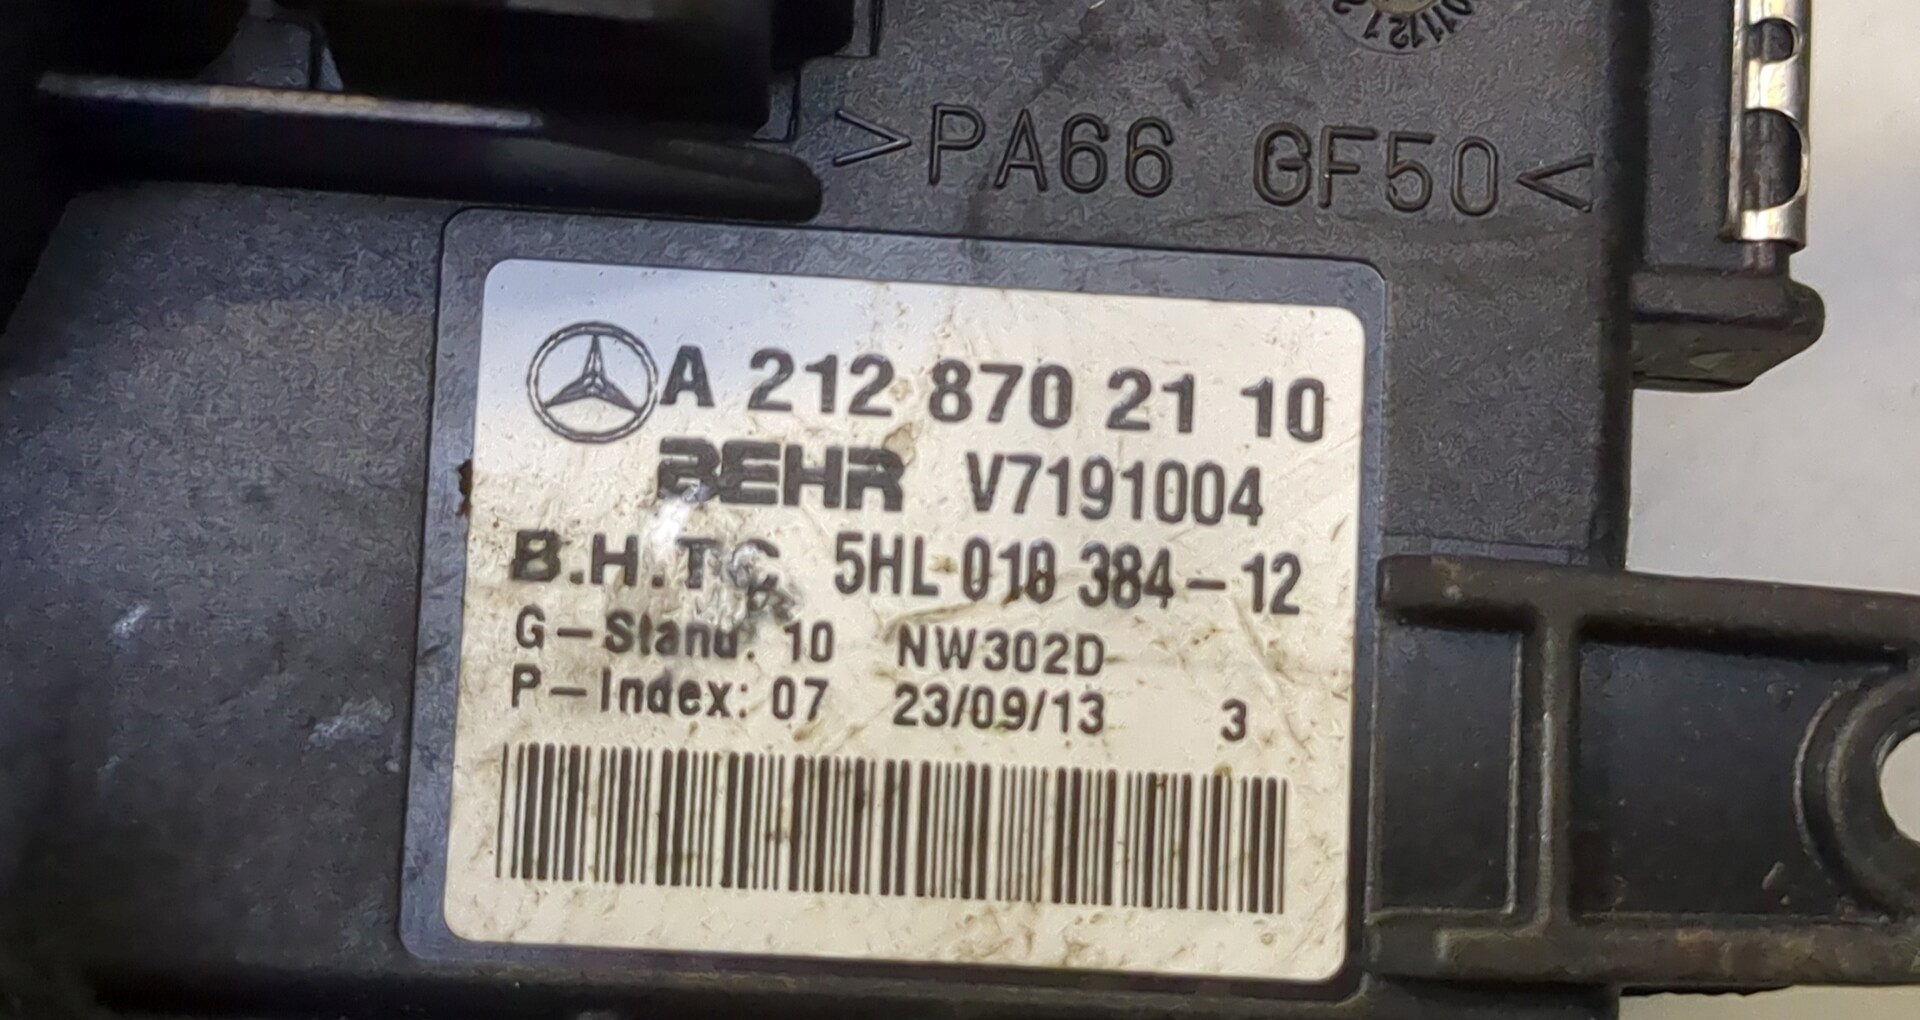 >PA66 GF50<
A 212 870 21 10
BEHR V7191004
B.H.T.C. 5HL 010 384-12
G-Stand: 10 NW302D
P-Index: 07 23/09/13 3